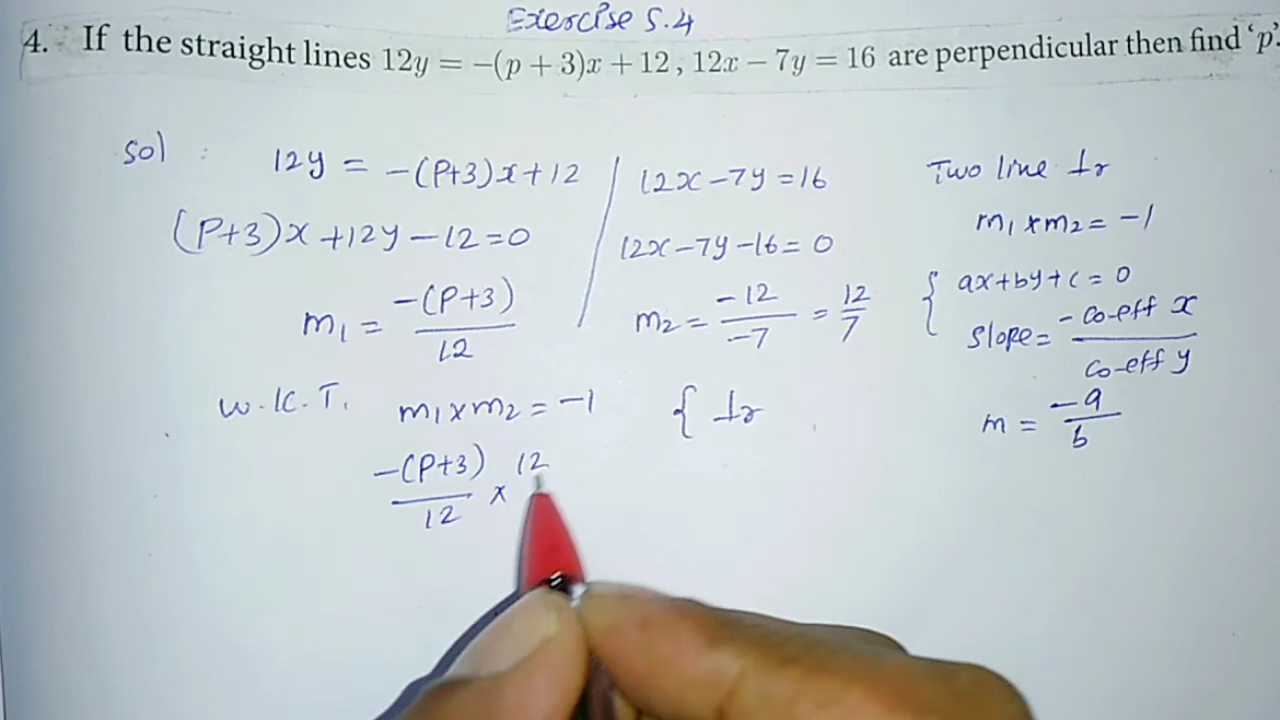 Exercise 5.4
4. If the straight lines 12y = −(p + 3)x + 12 , 12x − 7y = 16 are perpendicular then find ‘p’.
Sol :
12y = -(P+3)x+12
(P+3)x +12y -12=0
m₁ = -(P+3)/12
12x-7y=16
12x-7y-16=0
m₂ = -12/-7 = 12/7
Two line ⊥r
m₁ x m₂ = -1
{ ax+by+c=0
Slope = -co-eff x/co-eff y
m = -a/b
W.K.T. m₁ x m₂ = -1 { ⊥r
-(P+3)/12 x 12